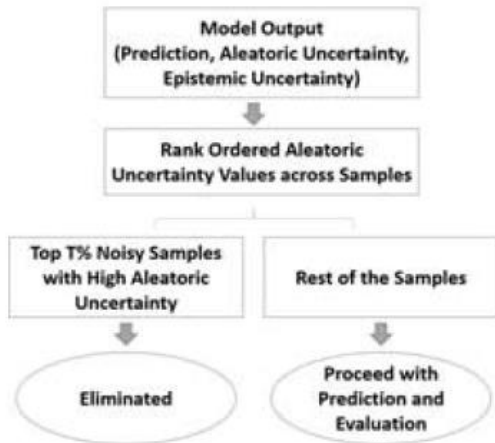 Model Output
(Prediction, Aleatoric Uncertainty,
Epistemic Uncertainty)
Rank Ordered Aleatoric
Uncertainty Values across Samples
Top T% Noisy Samples
with High Aleatoric
Uncertainty
Rest of the Samples
Eliminated
Proceed with
Prediction and
Evaluation